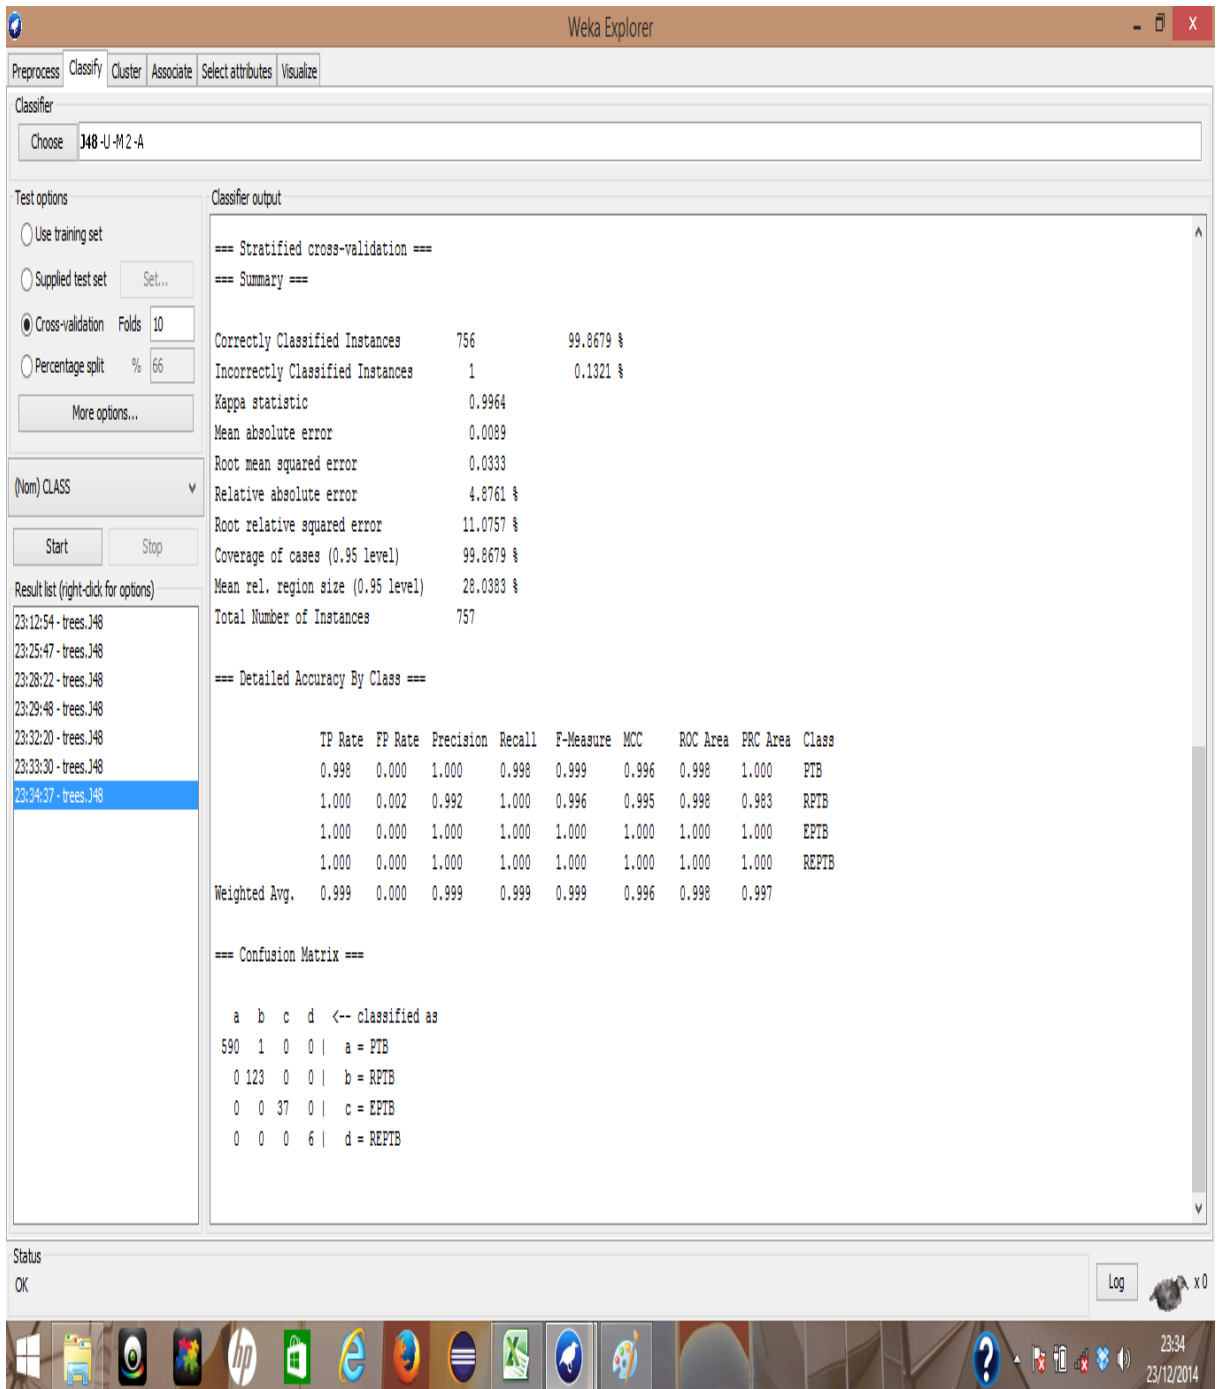 Weka Explorer
Preprocess Classify Cluster Associate Select attributes Visualize
Classifier
Choose J48 -U -M 2 -A
Test options
Use training set
Supplied test set Set...
Cross-validation Folds 10
Percentage split % 66
More options...
(Nom) CLASS
Start Stop
Result list (right-click for options)
23:12:54 - trees.J48
23:25:47 - trees.J48
23:28:22 - trees.J48
23:29:48 - trees.J48
23:32:20 - trees.J48
23:33:30 - trees.J48
23:34:37 - trees.J48
Classifier output
=== Stratified cross-validation ===
=== Summary ===
Correctly Classified Instances 756 99.8679 %
Incorrectly Classified Instances 1 0.1321 %
Kappa statistic 0.9964
Mean absolute error 0.0089
Root mean squared error 0.0333
Relative absolute error 4.8761 %
Root relative squared error 11.0757 %
Coverage of cases (0.95 level) 99.8679 %
Mean rel. region size (0.95 level) 28.0383 %
Total Number of Instances 757
=== Detailed Accuracy By Class ===
TP Rate FP Rate Precision Recall F-Measure MCC ROC Area PRC Area Class
0.998 0.000 1.000 0.998 0.999 0.996 0.998 1.000 PTB
1.000 0.002 0.992 1.000 0.996 0.995 0.998 0.983 RPTB
1.000 0.000 1.000 1.000 1.000 1.000 1.000 1.000 EPTB
1.000 0.000 1.000 1.000 1.000 1.000 1.000 1.000 REPTB
Weighted Avg. 0.999 0.000 0.999 0.999 0.999 0.996 0.998 0.997
=== Confusion Matrix ===
a b c d <-- classified as
590 1 0 0 | a = PTB
0 123 0 0 | b = RPTB
0 0 37 0 | c = EPTB
0 0 0 6 | d = REPTB
Status
OK
Log x 0
hp
23:34
23/12/2014